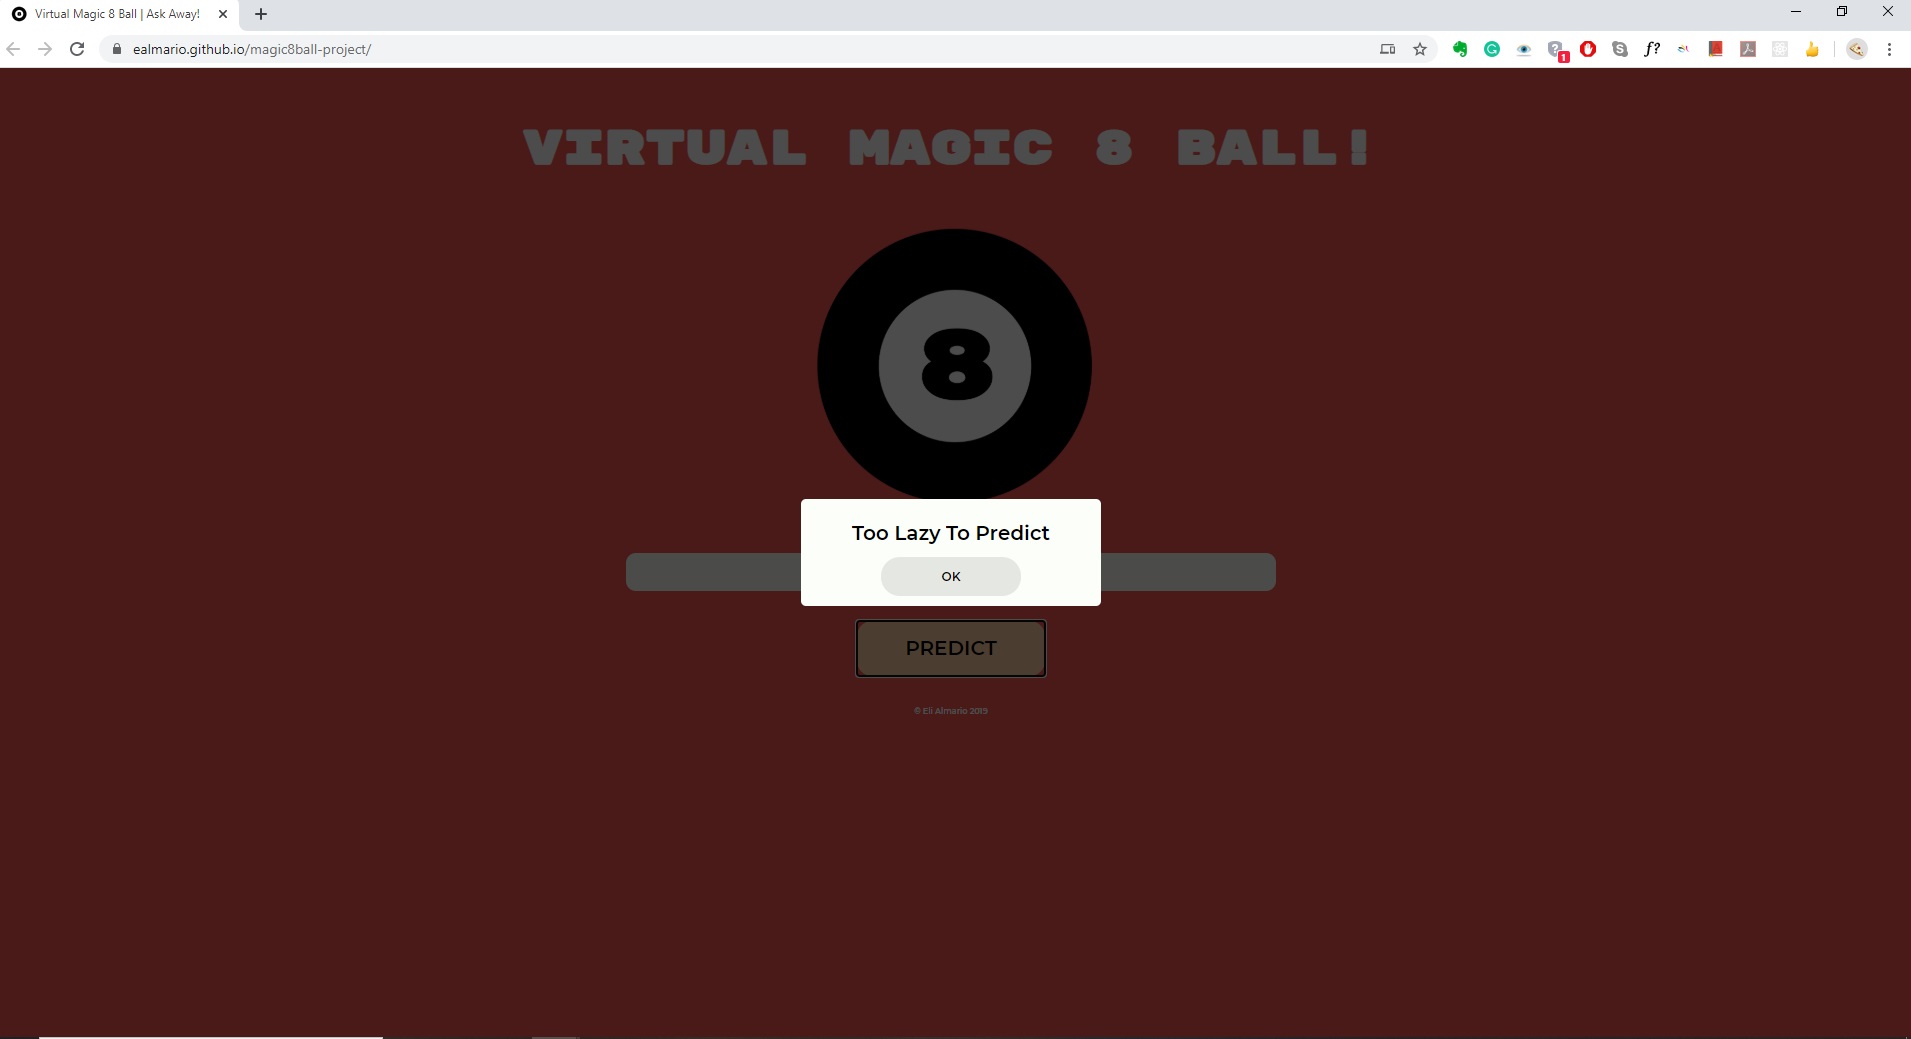 Virtual Magic 8 Ball | Ask Away!
ealmario.github.io/magic8ball-project/
1
f?
VIRTUAL MAGIC 8 BALL!
8
Too Lazy To Predict
OK
PREDICT
© Eli Almario 2019